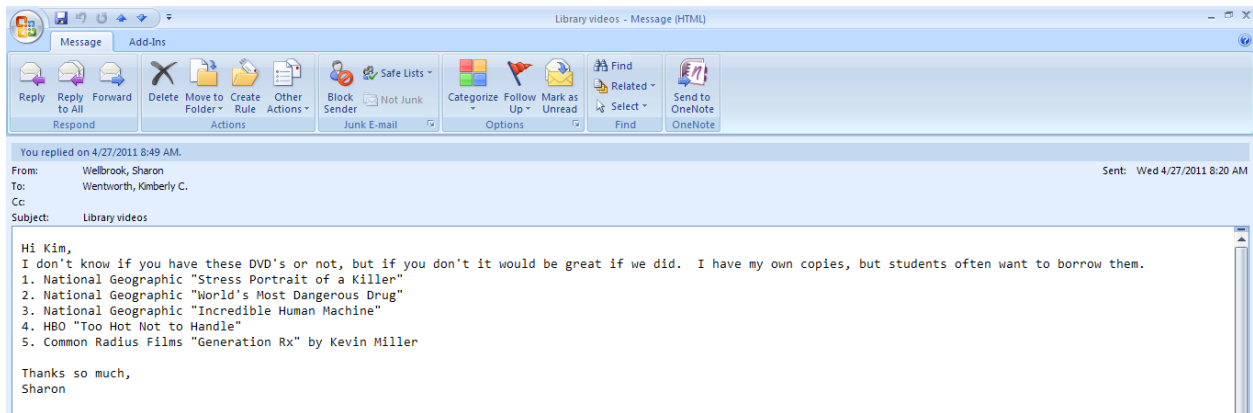 Library videos - Message (HTML)
Message Add-Ins
Reply Reply to All Forward Delete Move to Folder Create Rule Other Actions Block Sender Safe Lists Not Junk Categorize Follow Up Mark as Unread Find Related Select Send to OneNote
Respond Actions Junk E-mail Options Find OneNote
You replied on 4/27/2011 8:49 AM.
From: Wellbrook, Sharon Sent: Wed 4/27/2011 8:20 AM
To: Wentworth, Kimberly C.
Cc:
Subject: Library videos
Hi Kim,
I don't know if you have these DVD's or not, but if you don't it would be great if we did. I have my own copies, but students often want to borrow them.
1. National Geographic "Stress Portrait of a Killer"
2. National Geographic "World's Most Dangerous Drug"
3. National Geographic "Incredible Human Machine"
4. HBO "Too Hot Not to Handle"
5. Common Radius Films "Generation Rx" by Kevin Miller
Thanks so much,
Sharon